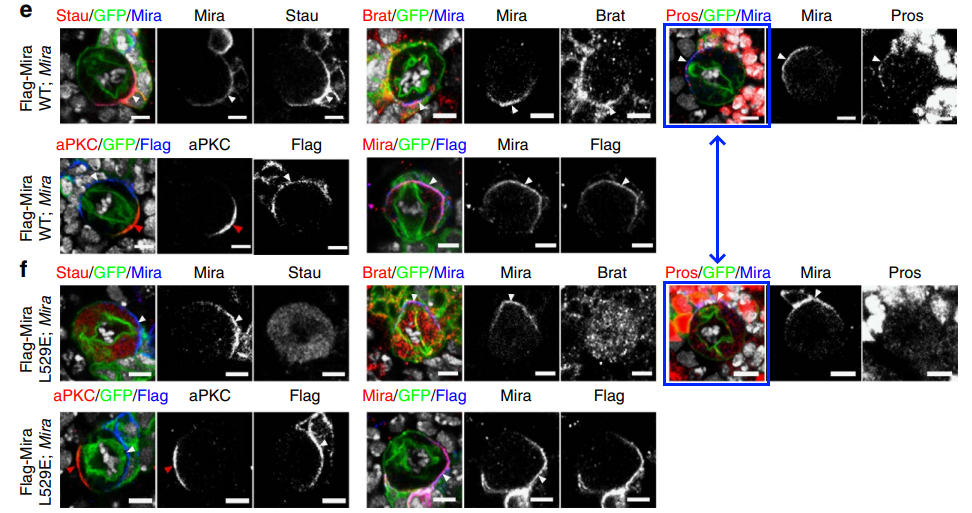 e
Stau/GFP/Mira Mira Stau Brat/GFP/Mira Mira Brat Pros/GFP/Mira Mira Pros
Flag-Mira
WT; Mira
aPKC/GFP/Flag aPKC Flag Mira/GFP/Flag Mira Flag
Flag-Mira
WT; Mira
f
Stau/GFP/Mira Mira Stau Brat/GFP/Mira Mira Brat Pros/GFP/Mira Mira Pros
Flag-Mira
L529E; Mira
aPKC/GFP/Flag aPKC Flag Mira/GFP/Flag Mira Flag
Flag-Mira
L529E; Mira